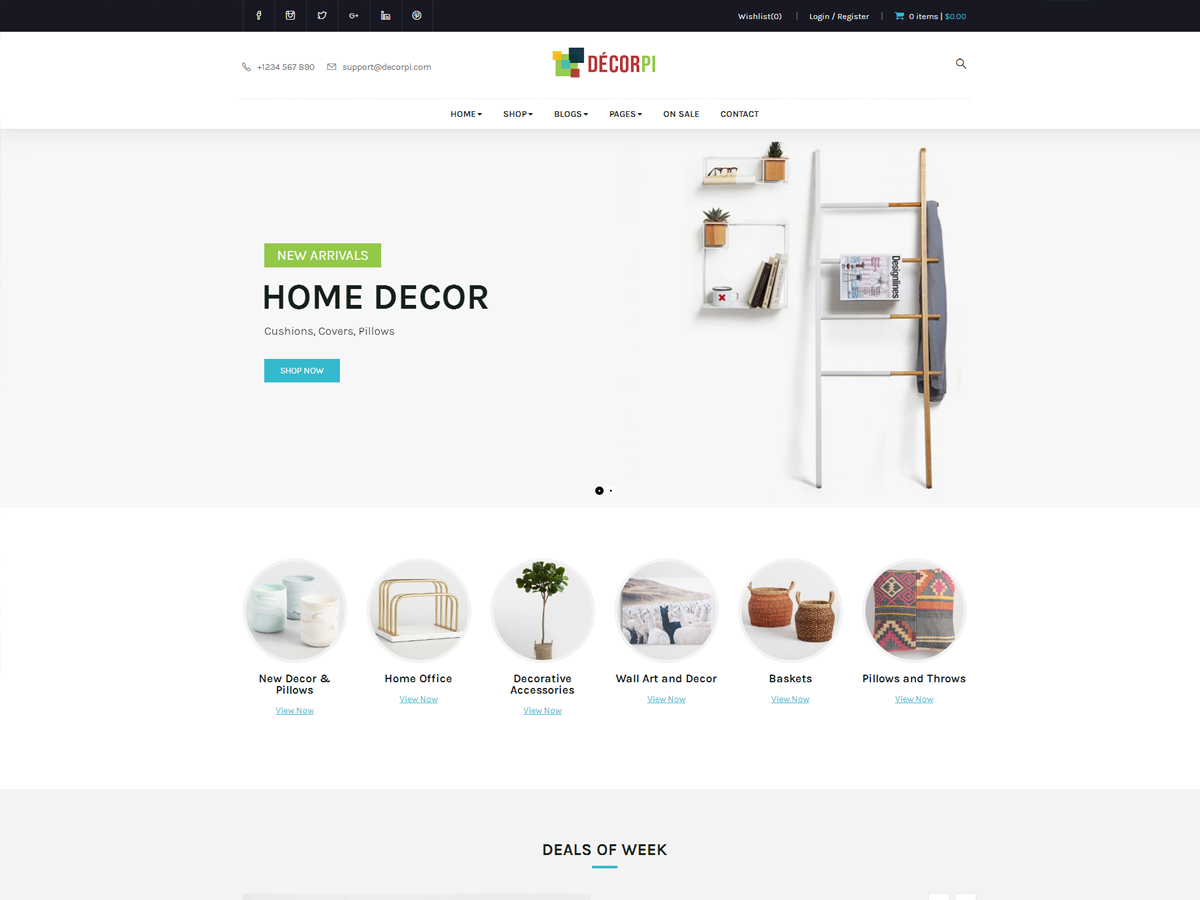 Wishlist(0) | Login / Register | 0 items | $0.00
+1234 567 890 support@decorpi.com
DÉCORPI
HOME SHOP BLOGS PAGES ON SALE CONTACT
NEW ARRIVALS
HOME DECOR
Cushions, Covers, Pillows
SHOP NOW
Designlines
New Decor &
Pillows
View Now
Home Office
View Now
Decorative
Accessories
View Now
Wall Art and Decor
View Now
Baskets
View Now
Pillows and Throws
View Now
DEALS OF WEEK